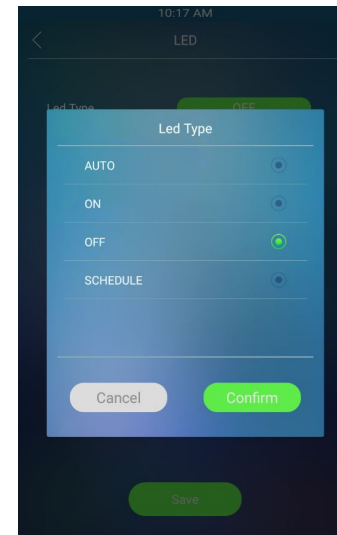 10:17 AM
LED
Led Type
OFF
Led Type
AUTO
ON
OFF
SCHEDULE
Cancel
Confirm
Save